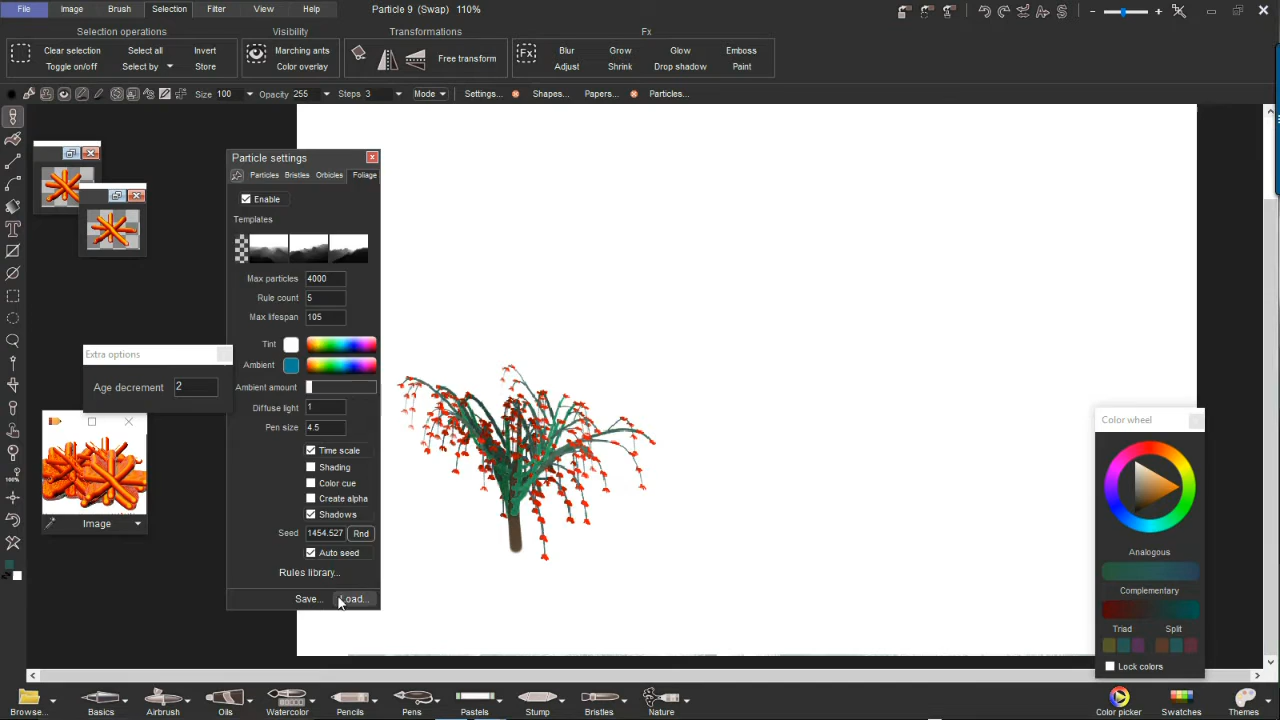 File Image Brush Selection Filter View Help Particle 9 (Swap) 110%
Selection operations Visibility Transformations Fx
Clear selection Select all Invert Marching ants Free transform Fx Blur Grow Glow Emboss
Toggle on/off Select by Store Color overlay Adjust Shrink Drop shadow Paint
Size 100 Opacity 255 Steps 3 Mode Settings... Shapes... Papers... Particles...
Particle settings
Particles Bristles Orbicles Foliage
Enable
Templates
Max particles 4000
Rule count 5
Max lifespan 105
Tint
Ambient
Ambient amount
Diffuse light 1
Pen size 4.5
Time scale
Shading
Color cue
Create alpha
Shadows
Seed 1454.527 Rnd
Auto seed
Rules library...
Save... Load...
Extra options
Age decrement 2
Image
100%
Color wheel
Analogous
Complementary
Triad Split
Lock colors
Browse... Basics Airbrush Oils Watercolor Pencils Pens Pastels Stump Bristles Nature Color picker Swatches Themes